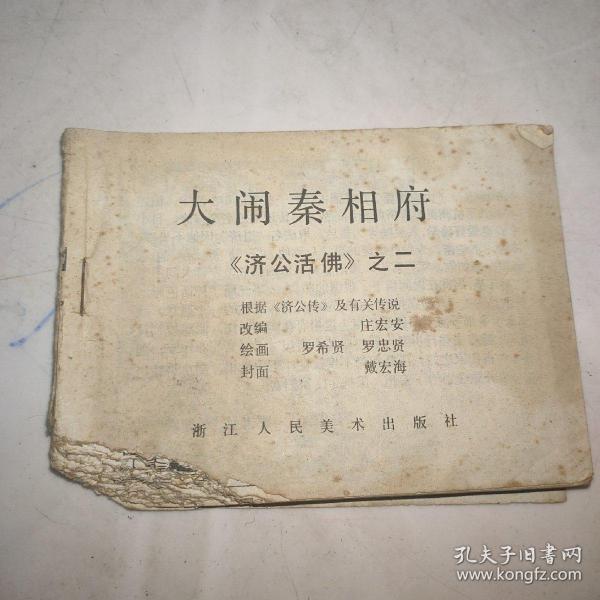 大闹秦相府
《济公活佛》之二
根据《济公传》及有关传说
改编 庄宏安
绘画 罗希贤 罗忠贤
封面 戴宏海
浙江人民美术出版社
孔夫子旧书网
www.kongfz.com